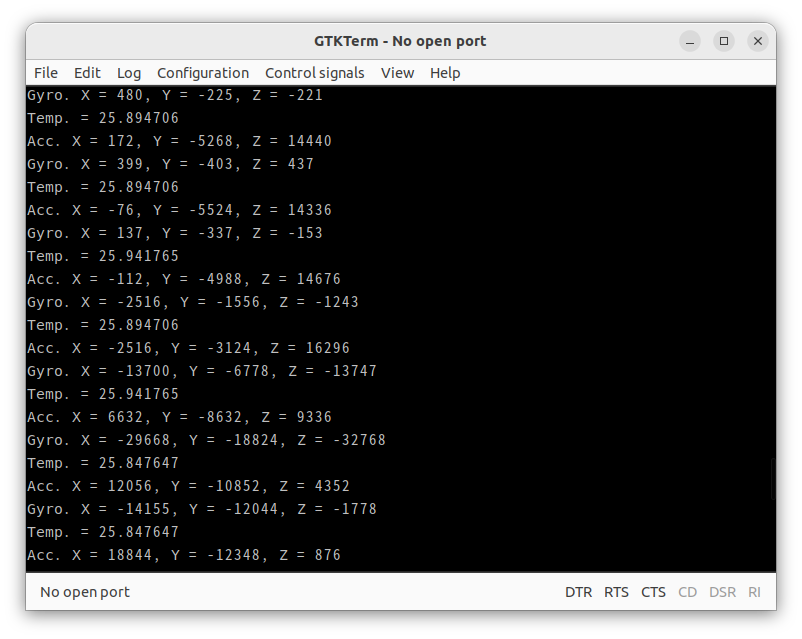 GTKTerm - No open port
File Edit Log Configuration Control signals View Help
Gyro. X = 480, Y = -225, Z = -221
Temp. = 25.894706
Acc. X = 172, Y = -5268, Z = 14440
Gyro. X = 399, Y = -403, Z = 437
Temp. = 25.894706
Acc. X = -76, Y = -5524, Z = 14336
Gyro. X = 137, Y = -337, Z = -153
Temp. = 25.941765
Acc. X = -112, Y = -4988, Z = 14676
Gyro. X = -2516, Y = -1556, Z = -1243
Temp. = 25.894706
Acc. X = -2516, Y = -3124, Z = 16296
Gyro. X = -13700, Y = -6778, Z = -13747
Temp. = 25.941765
Acc. X = 6632, Y = -8632, Z = 9336
Gyro. X = -29668, Y = -18824, Z = -32768
Temp. = 25.847647
Acc. X = 12056, Y = -10852, Z = 4352
Gyro. X = -14155, Y = -12044, Z = -1778
Temp. = 25.847647
Acc. X = 18844, Y = -12348, Z = 876
No open port DTR RTS CTS CD DSR RI